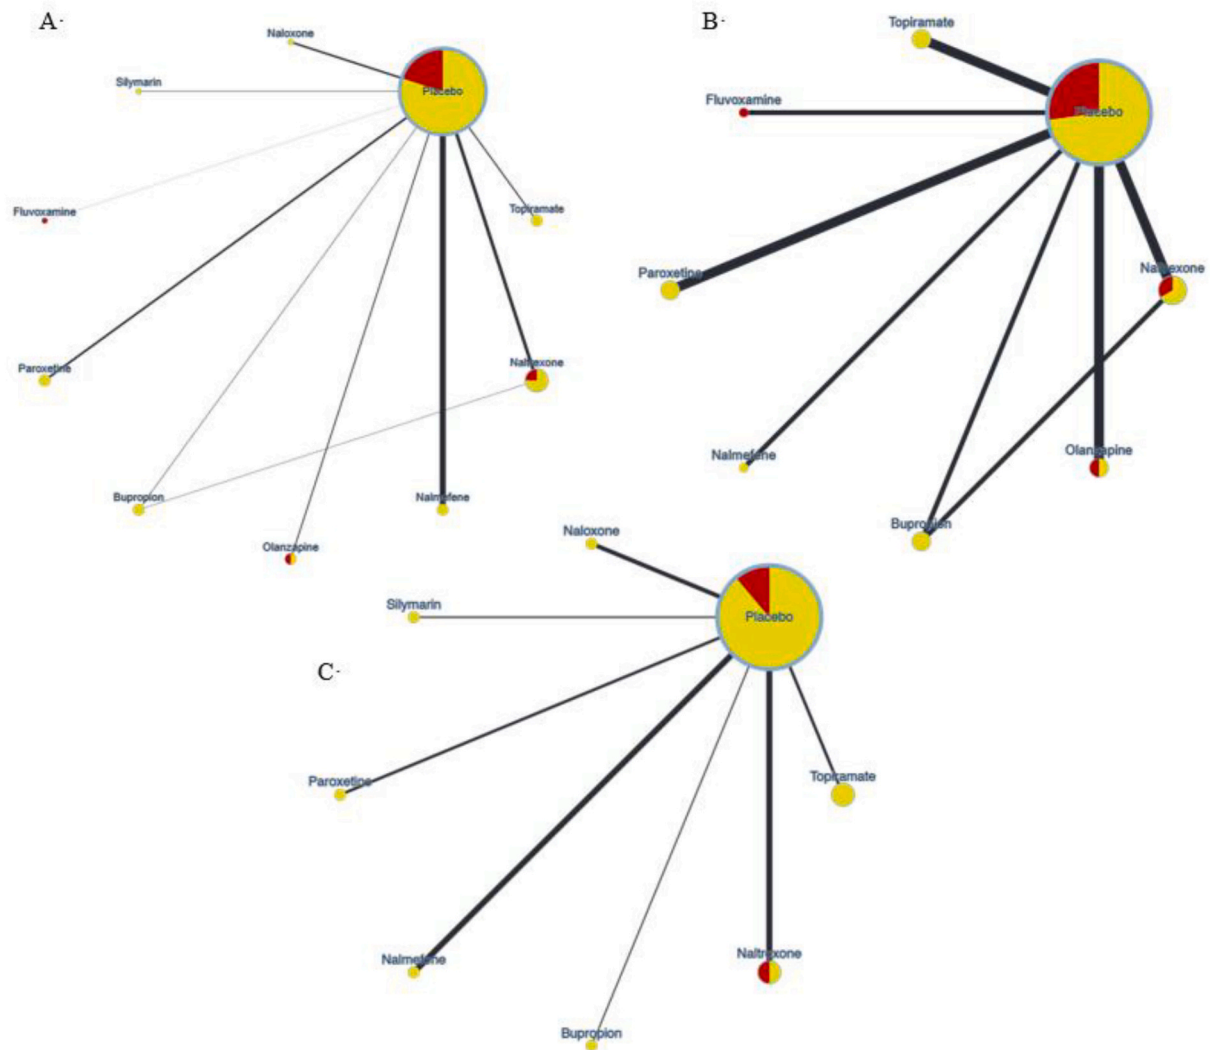 A.
Naloxone
Silymarin
Placebo
Fluvoxamine
Topiramate
Paroxetine
Naltrexone
Bupropion
Nalmefene
Olanzapine
B.
Topiramate
Fluvoxamine
Placebo
Paroxetine
Naltrexone
Nalmefene
Olanzapine
Bupropion
C.
Naloxone
Silymarin
Placebo
Paroxetine
Topiramate
Nalmefene
Naltrexone
Bupropion